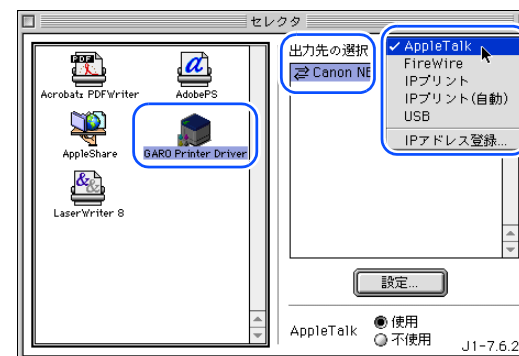 セレクタ
PDF
Acrobat® PDFWriter
a
AdobePS
AppleShare
GARO Printer Driver
LaserWriter 8
出力先の選択
Canon NE
✓ AppleTalk
FireWire
IPプリント
IPプリント(自動)
USB
IPアドレス登録...
設定...
AppleTalk
使用
不使用
J1-7.6.2